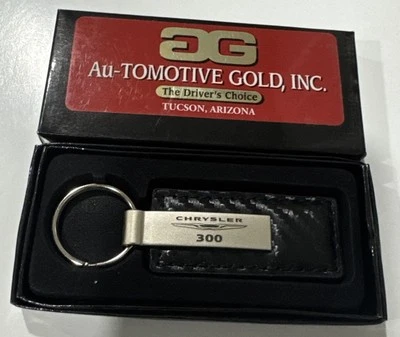 AG
Au-TOMOTIVE GOLD, INC.
The Driver's Choice
TUCSON, ARIZONA
CHRYSLER
300